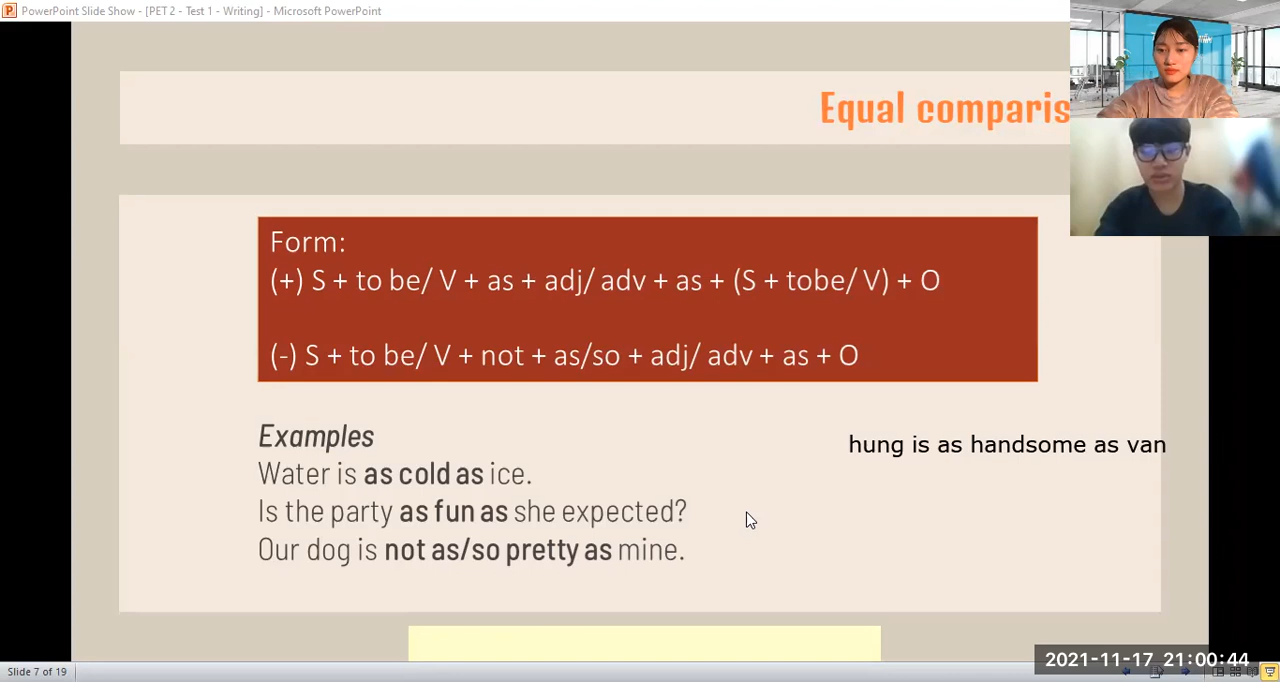 PowerPoint Slide Show - [PET 2 - Test 1 - Writing] - Microsoft PowerPoint
Equal comparis
Form:
(+) S + to be/ V + as + adj/ adv + as + (S + tobe/ V) + O
(-) S + to be/ V + not + as/so + adj/ adv + as + O
Examples
Water is as cold as ice.
Is the party as fun as she expected?
Our dog is not as/so pretty as mine.
hung is as handsome as van
2021-11-17 21:00:44
Slide 7 of 19